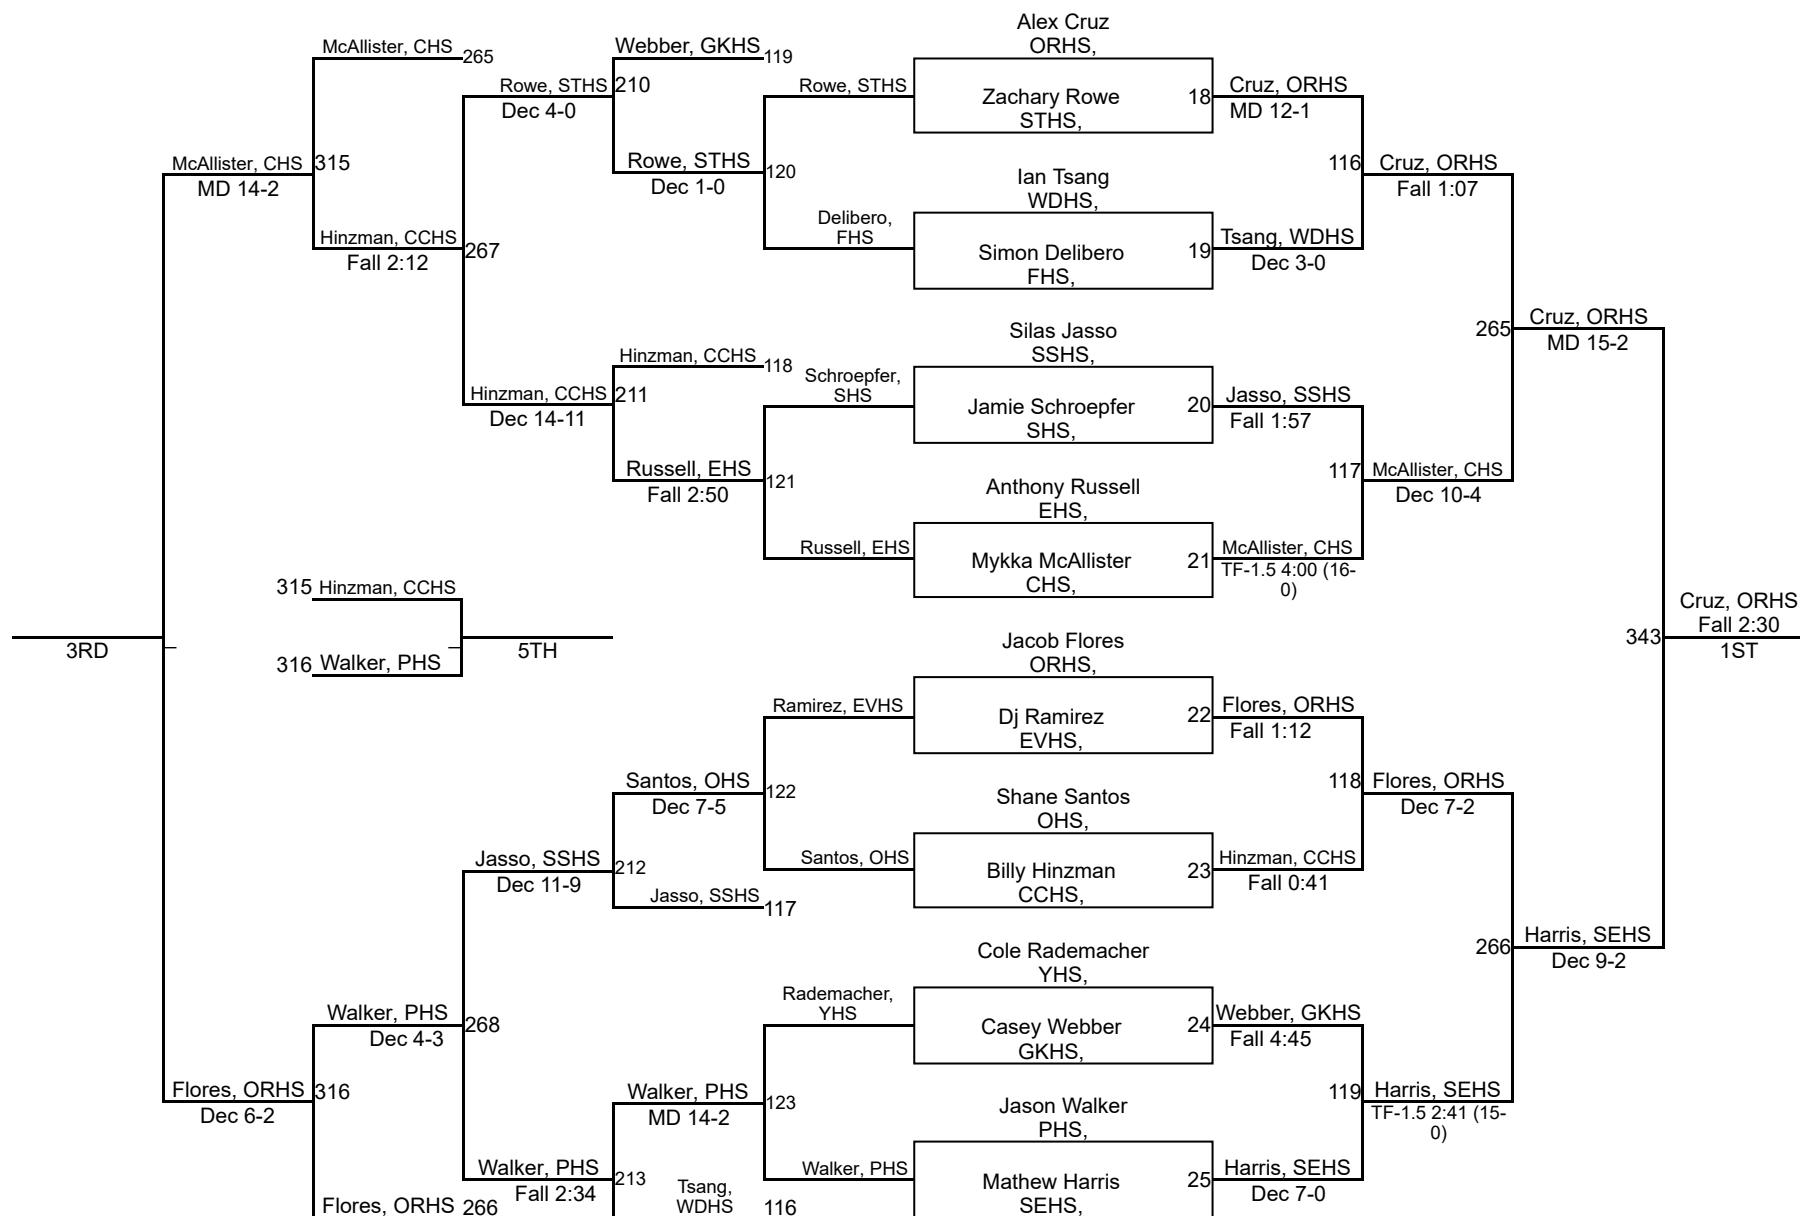 Alex Cruz
ORHS,
McAllister, CHS
265
Webber, GKHS
119
Rowe, STHS
210
Dec 4-0
Rowe, STHS
Zachary Rowe
STHS,
18
Cruz, ORHS
MD 12-1
McAllister, CHS
315
MD 14-2
Rowe, STHS
120
Dec 1-0
116
Cruz, ORHS
Fall 1:07
Ian Tsang
WDHS,
Delibero,
FHS
Hinzman, CCHS
267
Fall 2:12
Simon Delibero
FHS,
19
Tsang, WDHS
Dec 3-0
Silas Jasso
SSHS,
265
Cruz, ORHS
MD 15-2
Hinzman, CCHS
118
Schroepfer,
SHS
Hinzman, CCHS
211
Dec 14-11
Jamie Schroepfer
SHS,
20
Jasso, SSHS
Fall 1:57
Russell, EHS
121
Fall 2:50
117
McAllister, CHS
Dec 10-4
Anthony Russell
EHS,
Russell, EHS
Mykka McAllister
CHS,
21
McAllister, CHS
TF-1.5 4:00 (16-
0)
315
Hinzman, CCHS
3RD
5TH
316
Walker, PHS
343
Cruz, ORHS
Fall 2:30
1ST
Jacob Flores
ORHS,
Ramirez, EVHS
Dj Ramirez
EVHS,
22
Flores, ORHS
Fall 1:12
Santos, OHS
122
Dec 7-5
118
Flores, ORHS
Dec 7-2
Shane Santos
OHS,
Jasso, SSHS
212
Dec 11-9
Santos, OHS
Billy Hinzman
CCHS,
23
Hinzman, CCHS
Fall 0:41
Jasso, SSHS
117
266
Harris, SEHS
Dec 9-2
Cole Rademacher
YHS,
Rademacher,
YHS
Walker, PHS
268
Dec 4-3
Casey Webber
GKHS,
24
Webber, GKHS
Fall 4:45
Flores, ORHS
316
Dec 6-2
Walker, PHS
123
MD 14-2
119
Harris, SEHS
TF-1.5 2:41 (15-
0)
Jason Walker
PHS,
Walker, PHS
213
Fall 2:34
Walker, PHS
Mathew Harris
SEHS,
25
Harris, SEHS
Dec 7-0
Flores, ORHS
266
Tsang,
WDHS
116